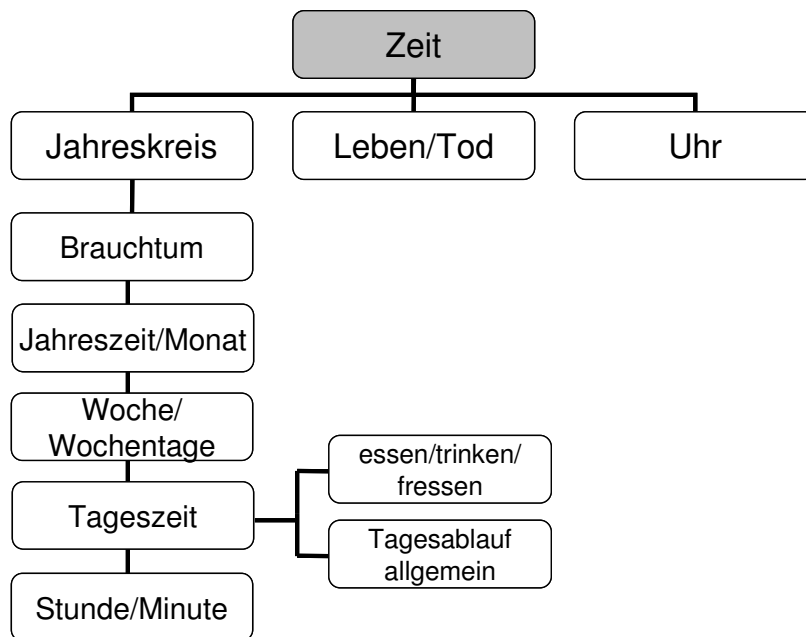 Zeit
Jahreskreis
Leben/Tod
Uhr
Brauchtum
Jahreszeit/Monat
Woche/
Wochentage
essen/trinken/
fressen
Tageszeit
Tagesablauf
allgemein
Stunde/Minute